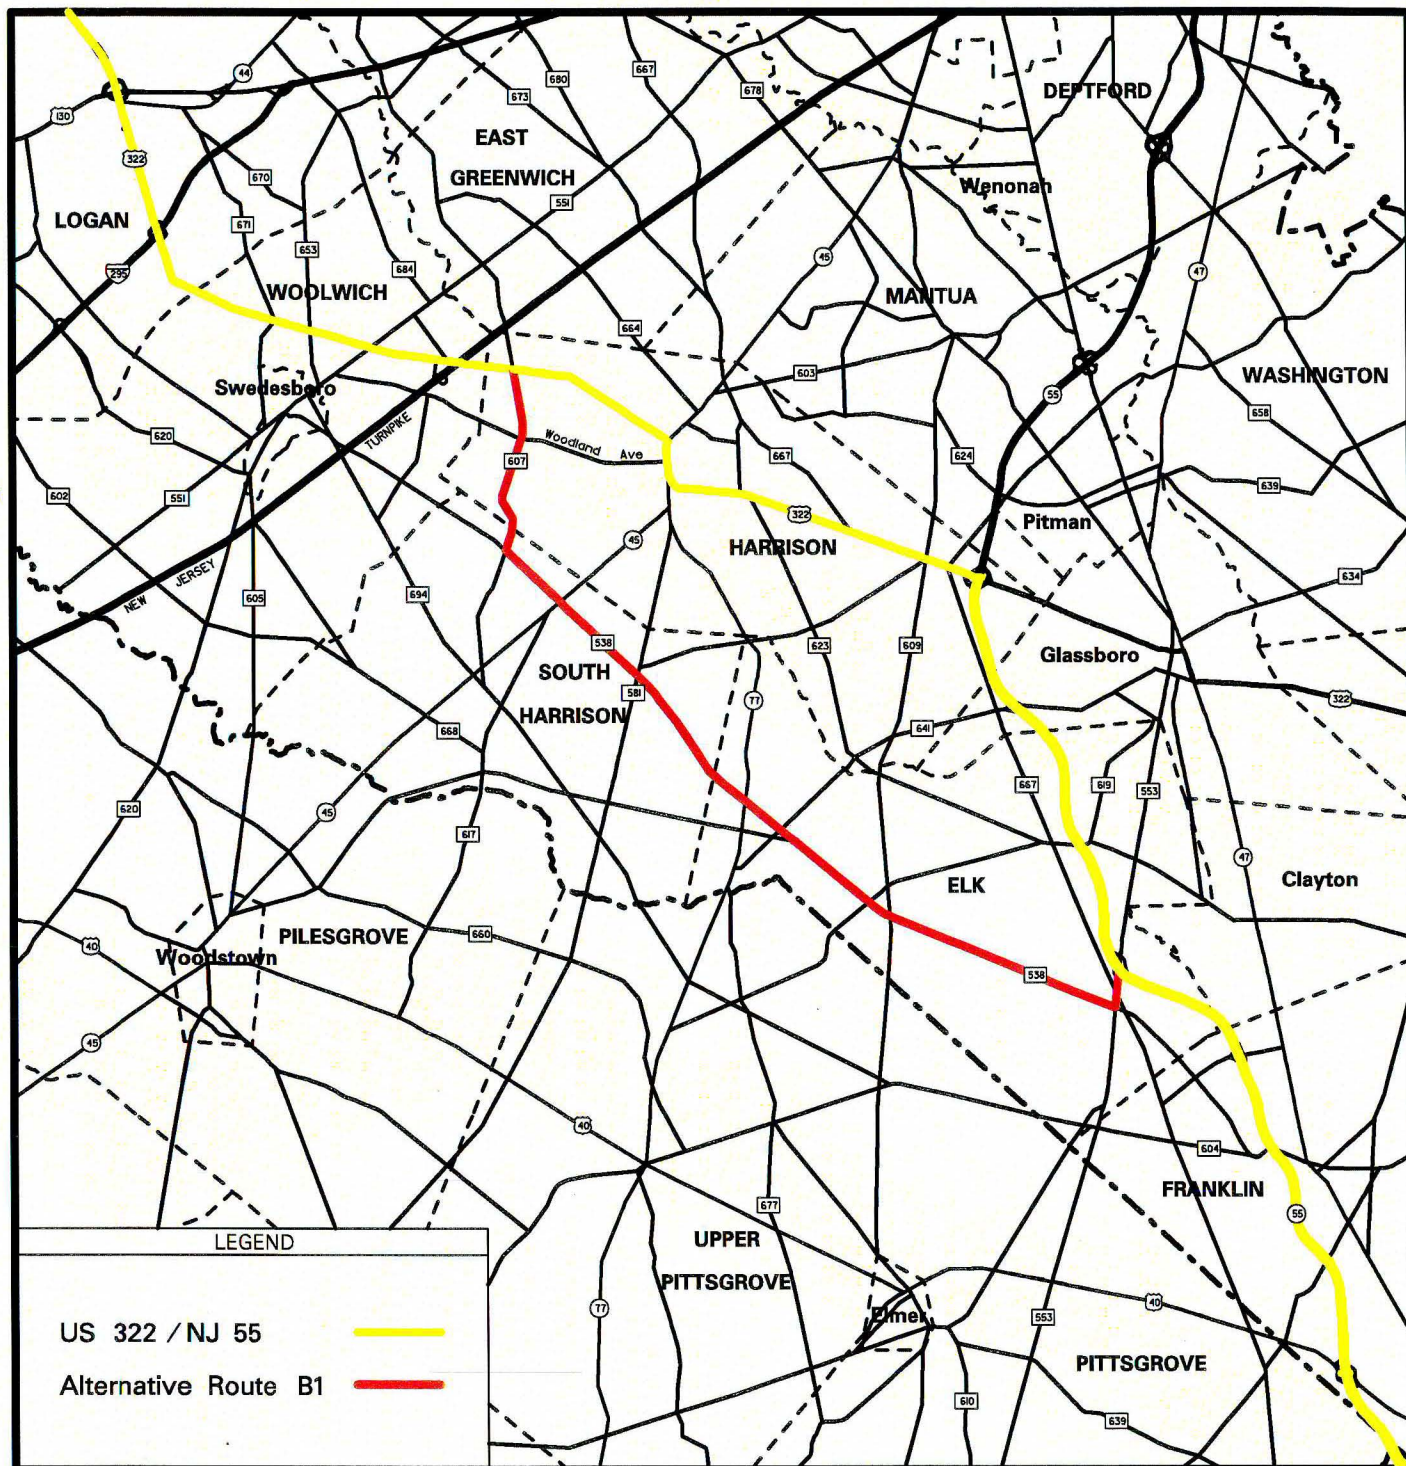 44
680
667
673
678
DEPTFORD
130
EAST
322
GREENWICH
670
Wenonah
551
LOGAN
671
653
45
684
295
47
WOOLWICH
MANTUA
664
603
WASHINGTON
Swedesboro
55
658
TURNPIKE
620
Woodland Ave
607
667
624
639
602
551
322
Pitman
45
HARRISON
NEW JERSEY
634
605
694
538
623
609
Glassboro
SOUTH
581
322
77
HARRISON
641
668
667
619
553
620
45
617
47
ELK
Clayton
660
PILESGROVE
40
Woodstown
538
45
40
604
FRANKLIN
677
55
UPPER
PITTSGROVE
77
40
Elmer
553
PITTSGROVE
610
639
LEGEND
US 322 / NJ 55
Alternative Route B1